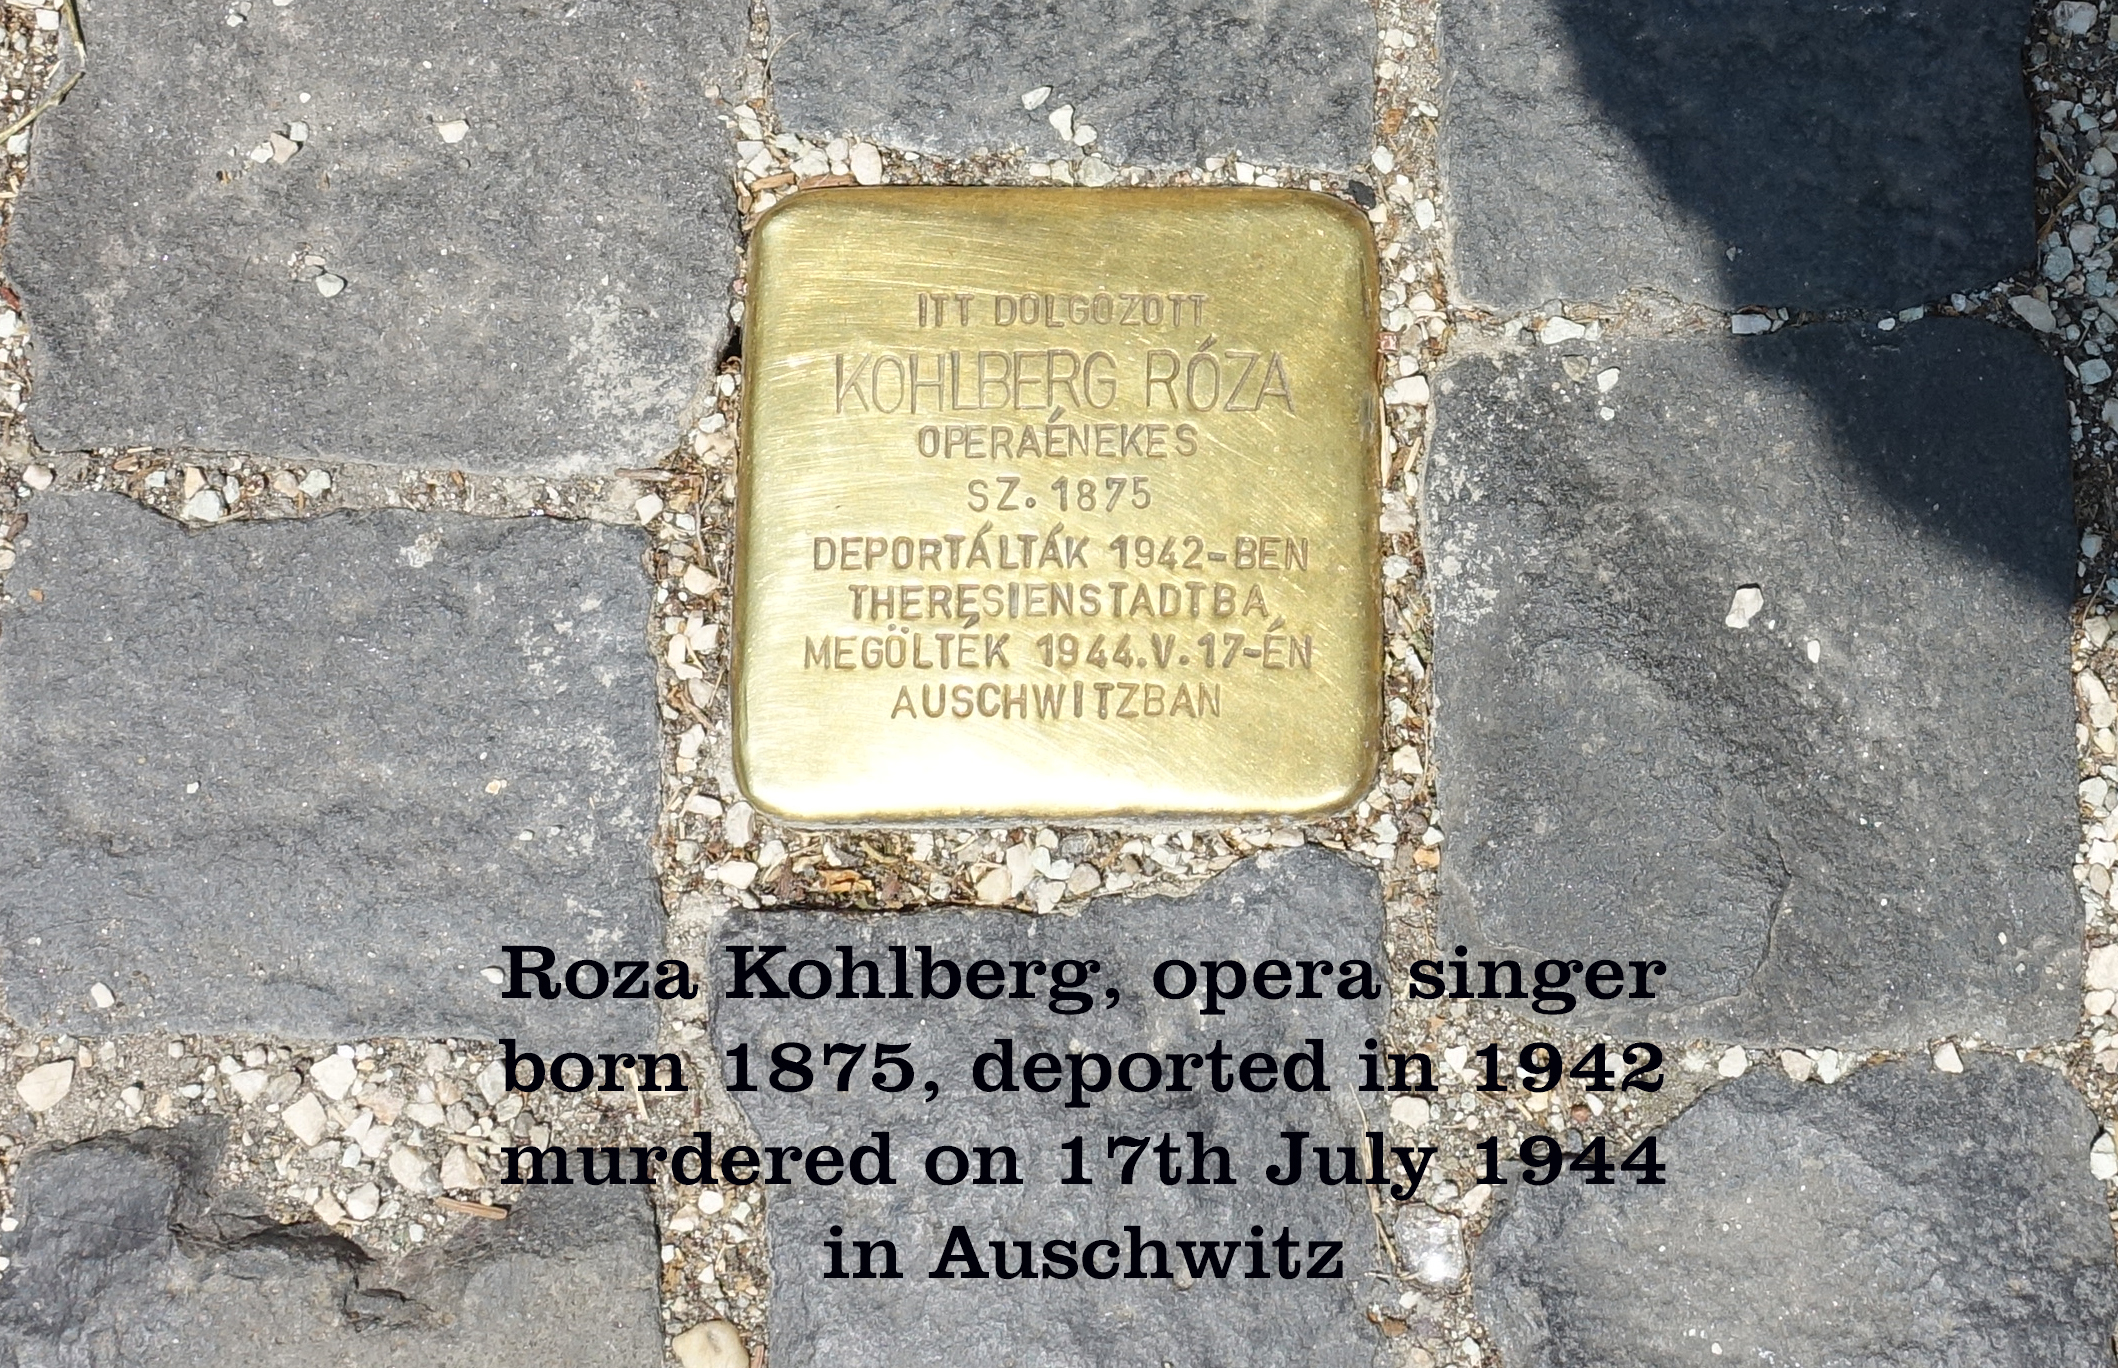 ITT DOLGOZOTT
KOHLBERG RÓZA
OPERAÉNEKES
SZ. 1875
DEPORTÁLTÁK 1942-BEN
THERESIENSTADTBA
MEGÖLTÉK 1944.V.17-ÉN
AUSCHWITZBAN
Roza Kohlberg, opera singer
born 1875, deported in 1942
murdered on 17th July 1944
in Auschwitz